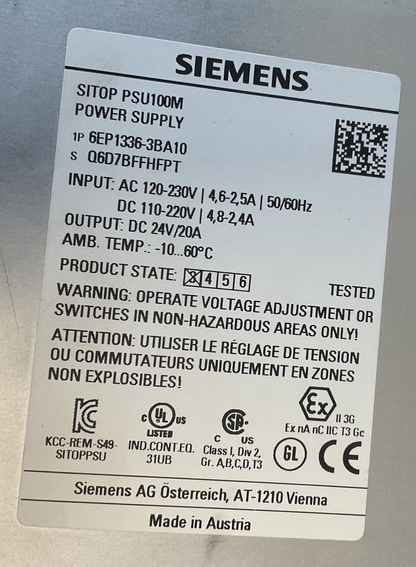 SIEMENS
SITOP PSU100M
POWER SUPPLY
1P 6EP1336-3BA10
S Q6D7BFFHFPT
INPUT: AC 120-230V | 4,6-2,5A | 50/60Hz
DC 110-220V | 4,8-2,4A
OUTPUT: DC 24V/20A
AMB. TEMP.: -10...60°C
PRODUCT STATE: 3 4 5 6 TESTED
WARNING: OPERATE VOLTAGE ADJUSTMENT OR
SWITCHES IN NON-HAZARDOUS AREAS ONLY!
ATTENTION: UTILISER LE RÉGLAGE DE TENSION
OU COMMUTATEURS UNIQUEMENT EN ZONES
NON EXPLOSIBLES!
KCC-REM-S49-
SITOPPSU
C UL US
LISTED
IND.CONT.EQ.
31UB
SA
C US
Class I, Div 2,
Gr. A,B,C,D,T3
Ex II 3G
Ex nA nC IIC T3 Gc
GL CE
Siemens AG Österreich, AT-1210 Vienna
Made in Austria